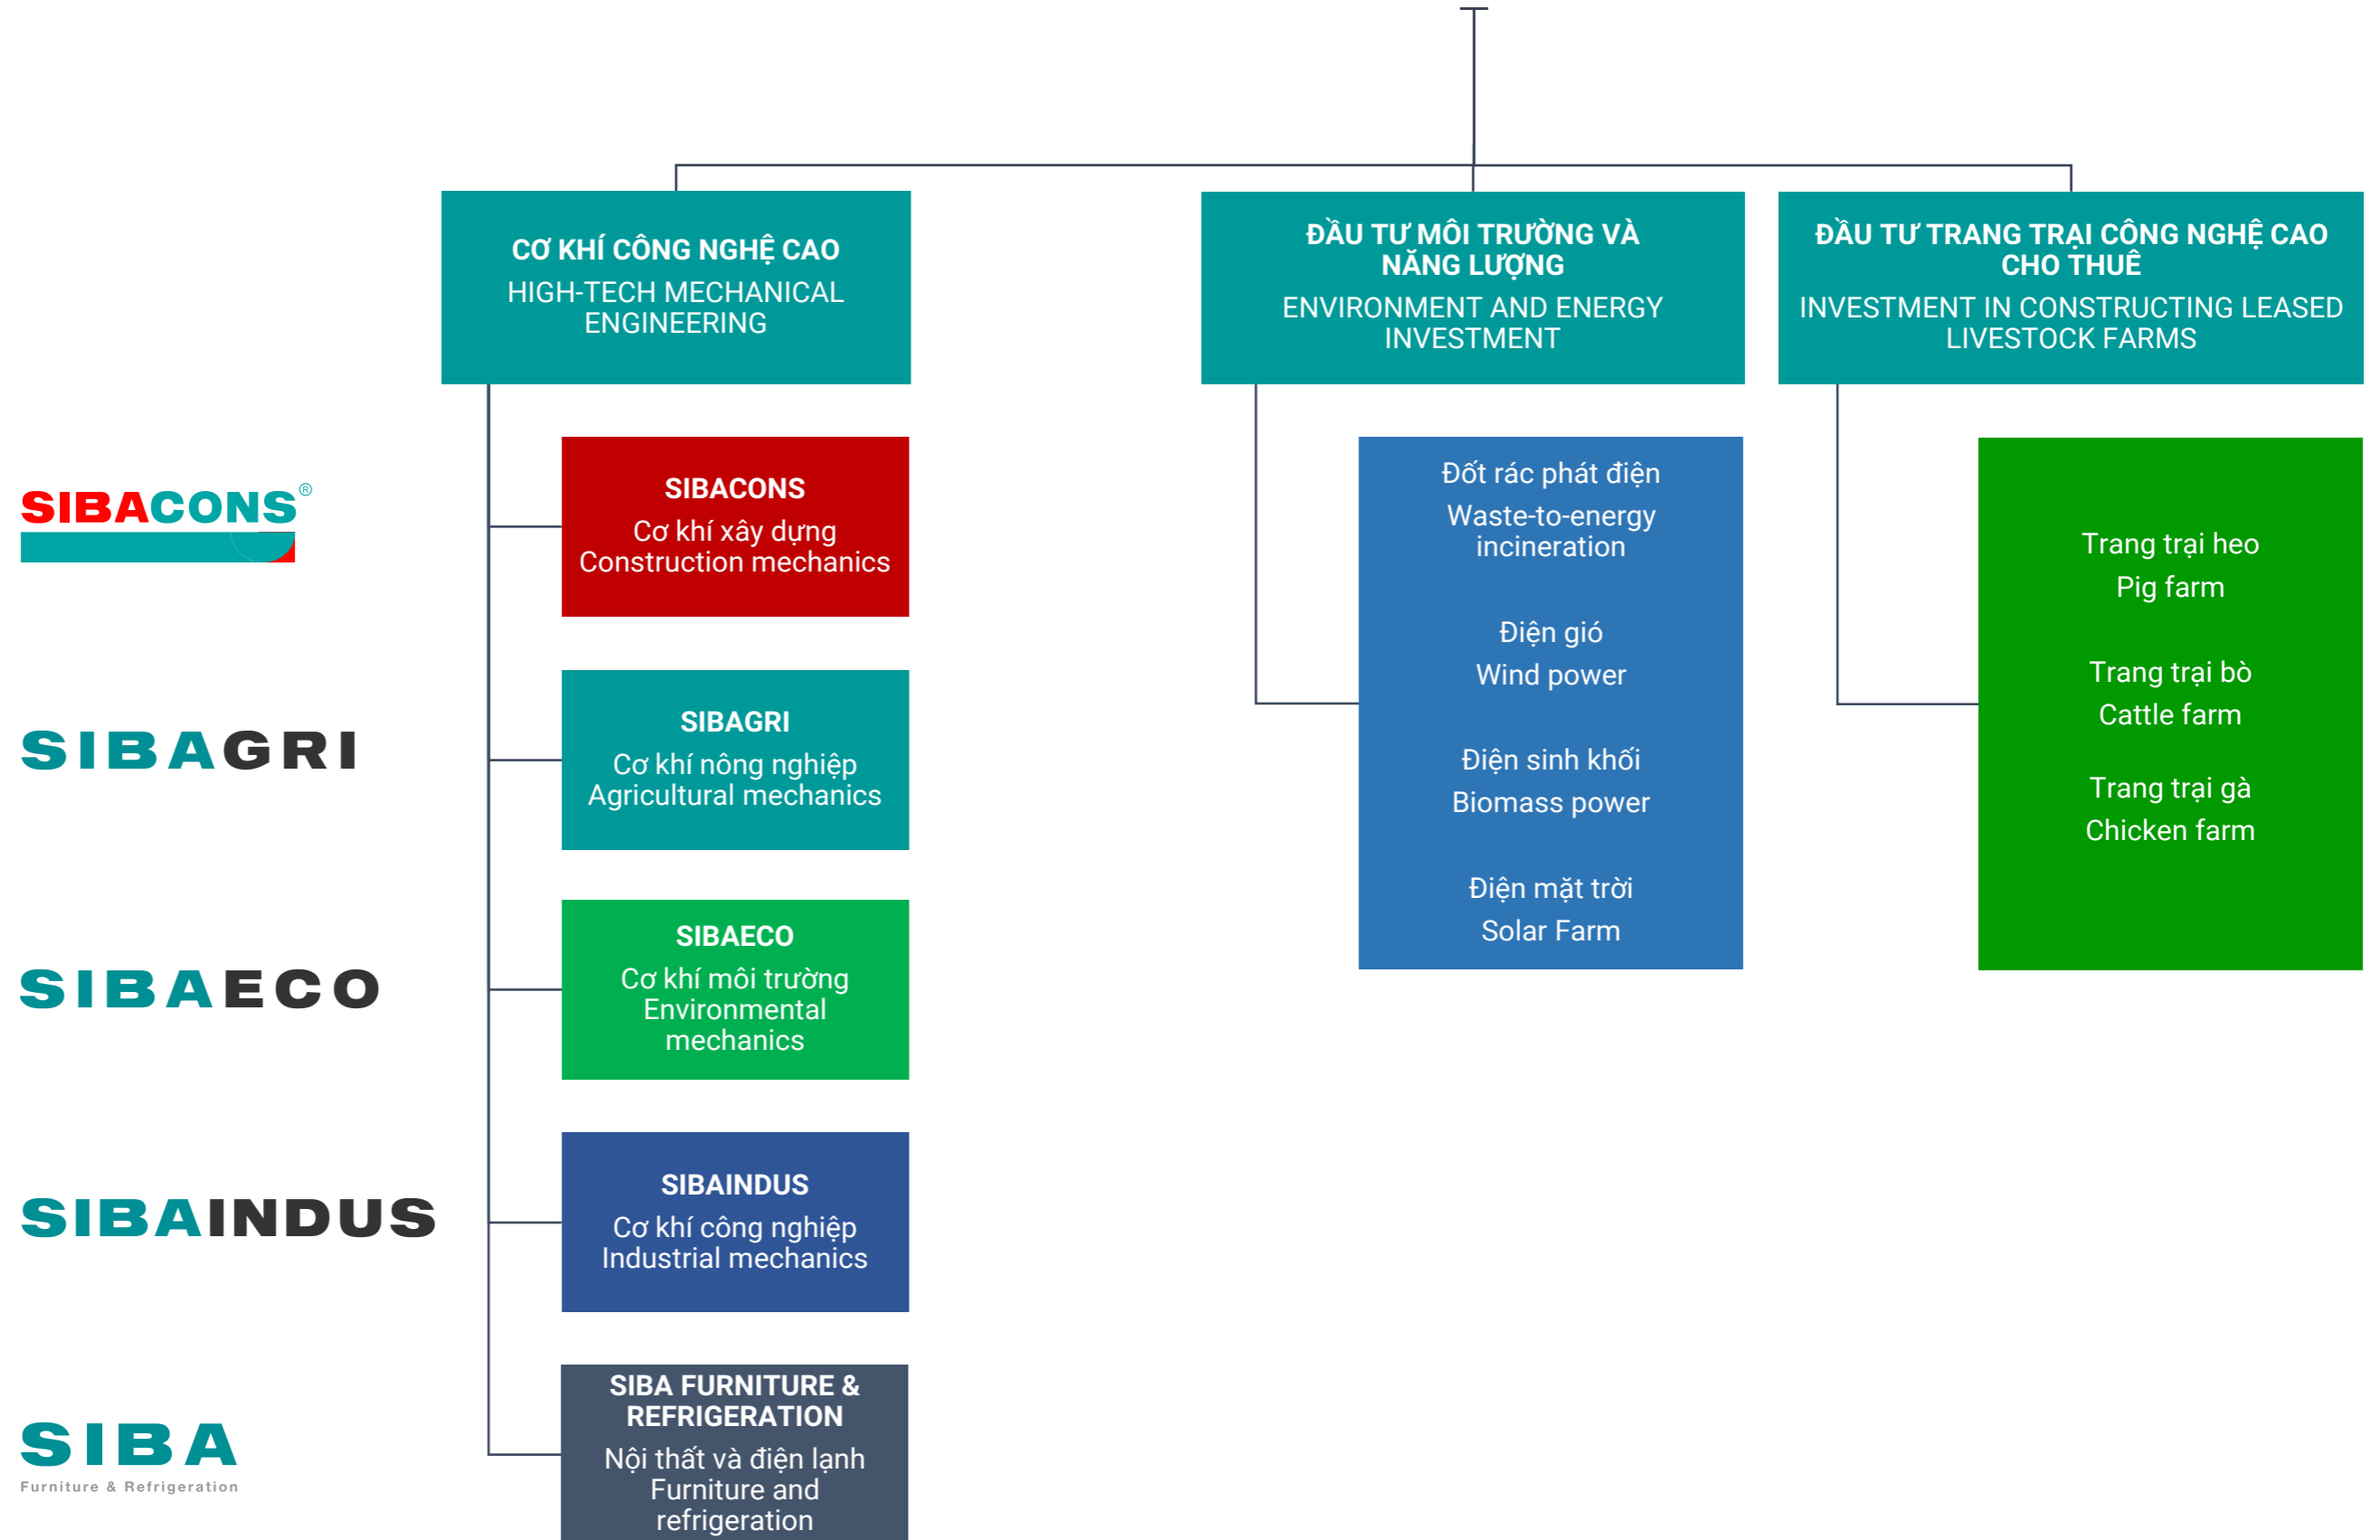 CƠ KHÍ CÔNG NGHỆ CAO
HIGH-TECH MECHANICAL
ENGINEERING
ĐẦU TƯ MÔI TRƯỜNG VÀ
NĂNG LƯỢNG
ENVIRONMENT AND ENERGY
INVESTMENT
ĐẦU TƯ TRANG TRẠI CÔNG NGHỆ CAO
CHO THUÊ
INVESTMENT IN CONSTRUCTING LEASED
LIVESTOCK FARMS
SIBACONS®
SIBACONS
Cơ khí xây dựng
Construction mechanics
SIBAGRI
SIBAGRI
Cơ khí nông nghiệp
Agricultural mechanics
SIBAECO
SIBAECO
Cơ khí môi trường
Environmental
mechanics
SIBAINDUS
SIBAINDUS
Cơ khí công nghiệp
Industrial mechanics
SIBA
Furniture & Refrigeration
SIBA FURNITURE &
REFRIGERATION
Nội thất và điện lạnh
Furniture and
refrigeration
Đốt rác phát điện
Waste-to-energy
incineration
Điện gió
Wind power
Điện sinh khối
Biomass power
Điện mặt trời
Solar Farm
Trang trại heo
Pig farm
Trang trại bò
Cattle farm
Trang trại gà
Chicken farm